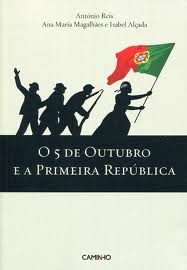 António Reis
Ana Maria Magalhães e Isabel Alçada
O 5 DE OUTUBRO
E A PRIMEIRA REPÚBLICA
CAMINHO